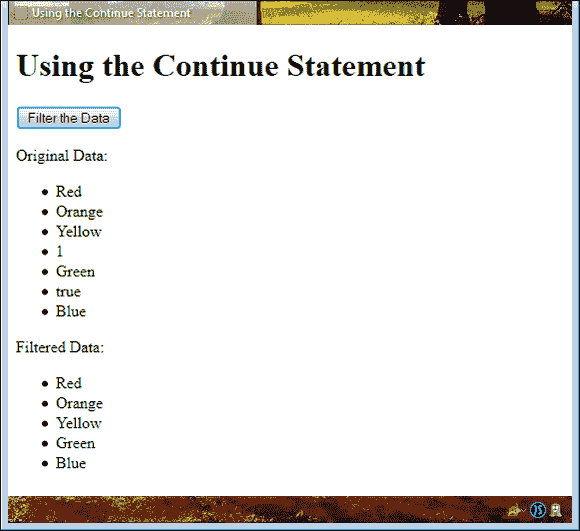 Using the Continue Statement
Using the Continue Statement
Filter the Data
Original Data:
• Red
• Orange
• Yellow
• 1
• Green
• true
• Blue
Filtered Data:
• Red
• Orange
• Yellow
• Green
• Blue